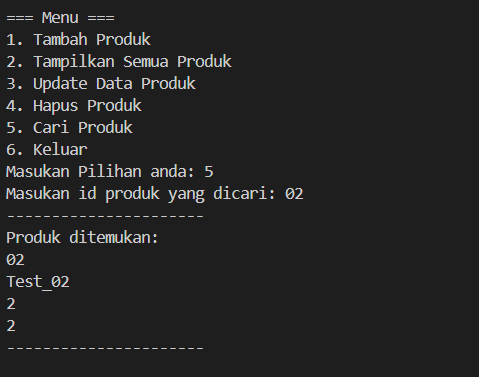 === Menu ===
1. Tambah Produk
2. Tampilkan Semua Produk
3. Update Data Produk
4. Hapus Produk
5. Cari Produk
6. Keluar
Masukan Pilihan anda: 5
Masukan id produk yang dicari: 02
----------------------
Produk ditemukan:
02
Test_02
2
2
----------------------